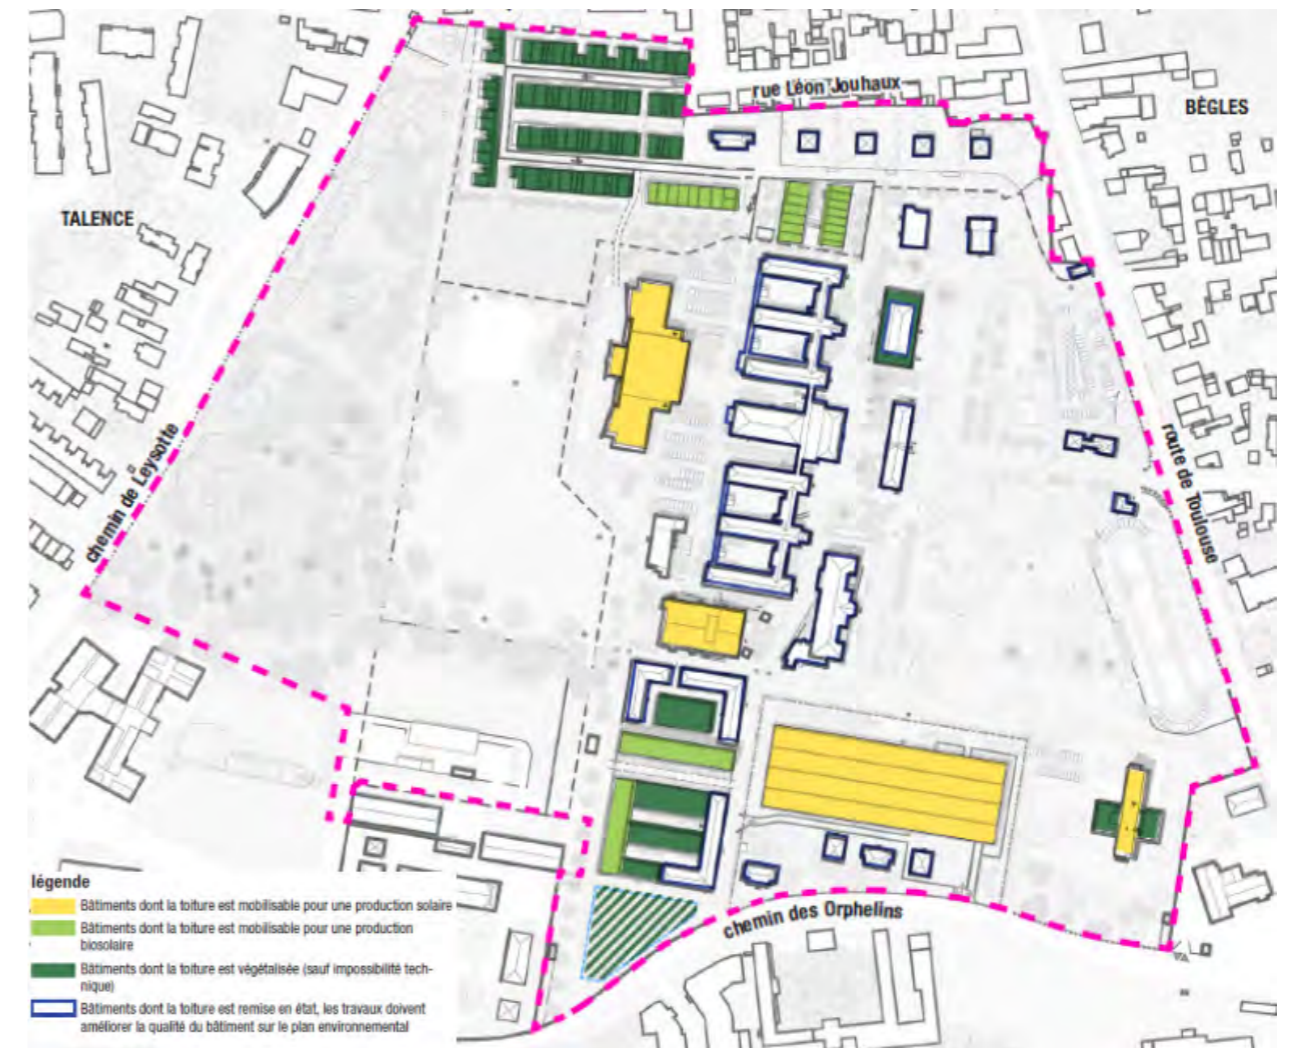 rue Léon Jouhaux
BÈGLES
TALENCE
chemin de Leysotte
route de Toulouse
chemin des Orphelins
légende
Bâtiments dont la toiture est mobilisable pour une production solaire
Bâtiments dont la toiture est mobilisable pour une production
biosolaire
Bâtiments dont la toiture est végétalisée (sauf impossibilité tech-
nique)
Bâtiments dont la toiture est remise en état, les travaux doivent
améliorer la qualité du bâtiment sur le plan environnemental